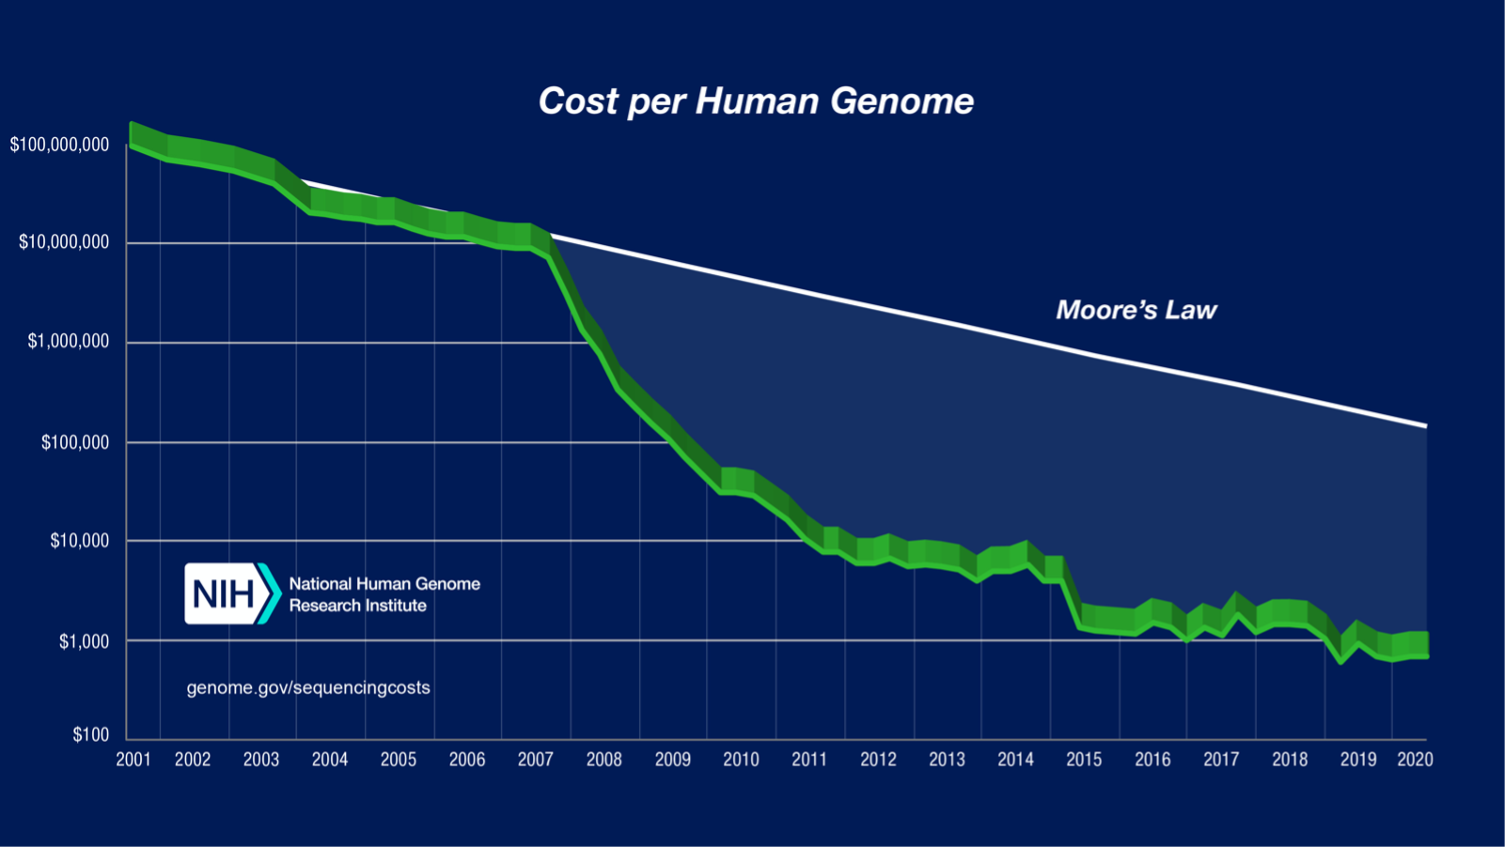 Cost per Human Genome
$100,000,000
$10,000,000
$1,000,000
$100,000
$10,000
$1,000
$100
Moore's Law
NIH
National Human Genome
Research Institute
genome.gov/sequencingcosts
2001 2002 2003 2004 2005 2006 2007 2008 2009 2010 2011 2012 2013 2014 2015 2016 2017 2018 2019 2020